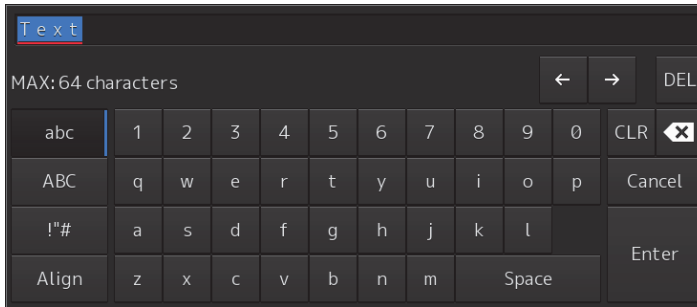 Text
MAX: 64 characters ← → DEL
abc 1 2 3 4 5 6 7 8 9 0 CLR
ABC q w e r t y u i o p Cancel
!"# a s d f g h j k l
Enter
Align z x c v b n m Space